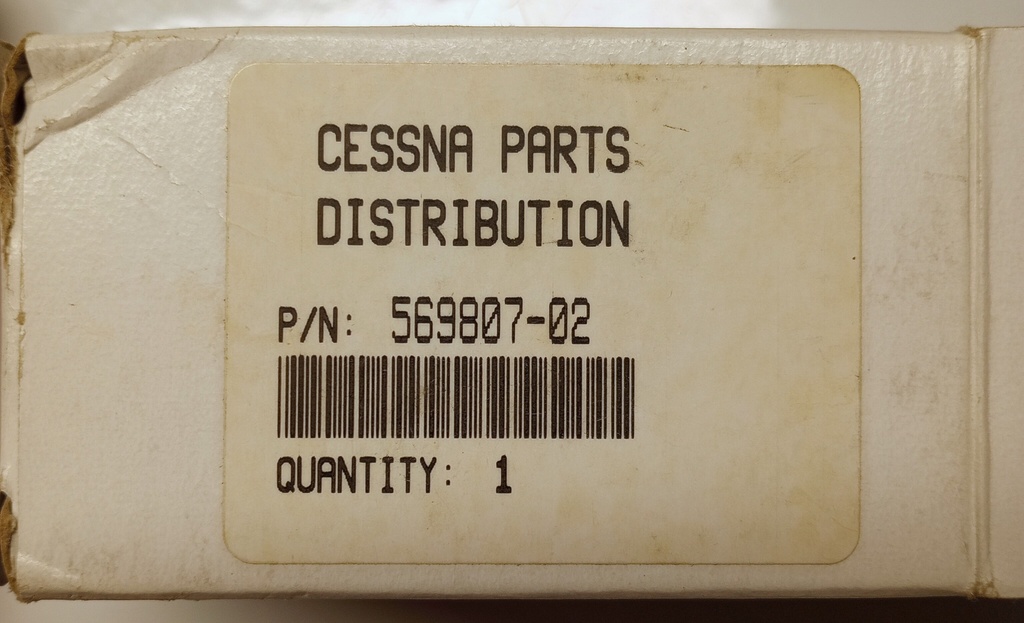 CESSNA PARTS
DISTRIBUTION
P/N: 569807-02
QUANTITY: 1